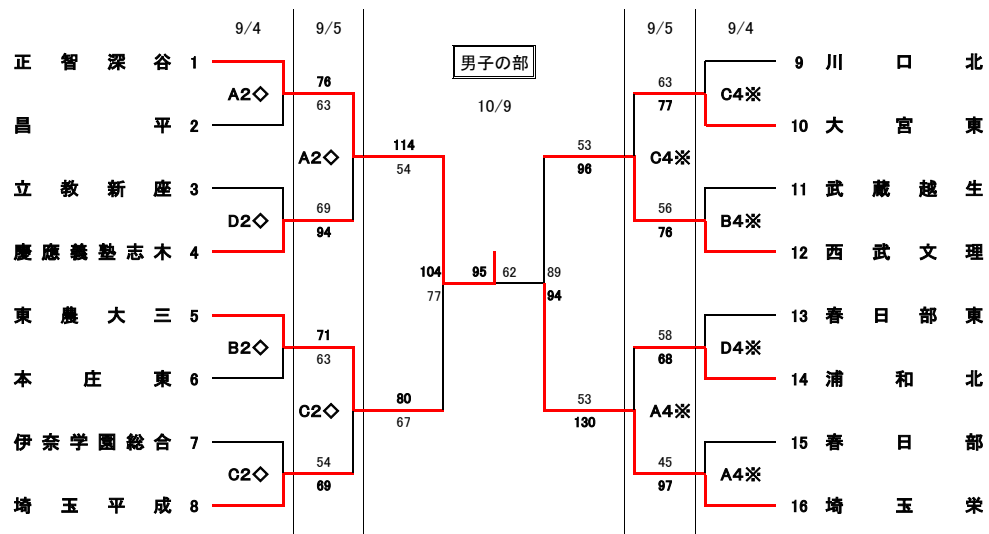 9/4 9/5 9/5 9/4
男子の部
10/9
正智深谷 1
A2◇
昌平 2
76
63
A2◇
立教新座 3
D2◇
慶應義塾志木 4
69
94
114
54
東農大三 5
B2◇
本庄東 6
71
63
C2◇
伊奈学園総合 7
C2◇
埼玉平成 8
54
69
80
67
104
77
95 62
89
94
53
96
63
77
C4※
9 川口北
C4※
10 大宮東
56
76
11 武蔵越生
B4※
12 西武文理
53
130
58
68
A4※
13 春日部東
D4※
14 浦和北
45
97
15 春日部
A4※
16 埼玉栄